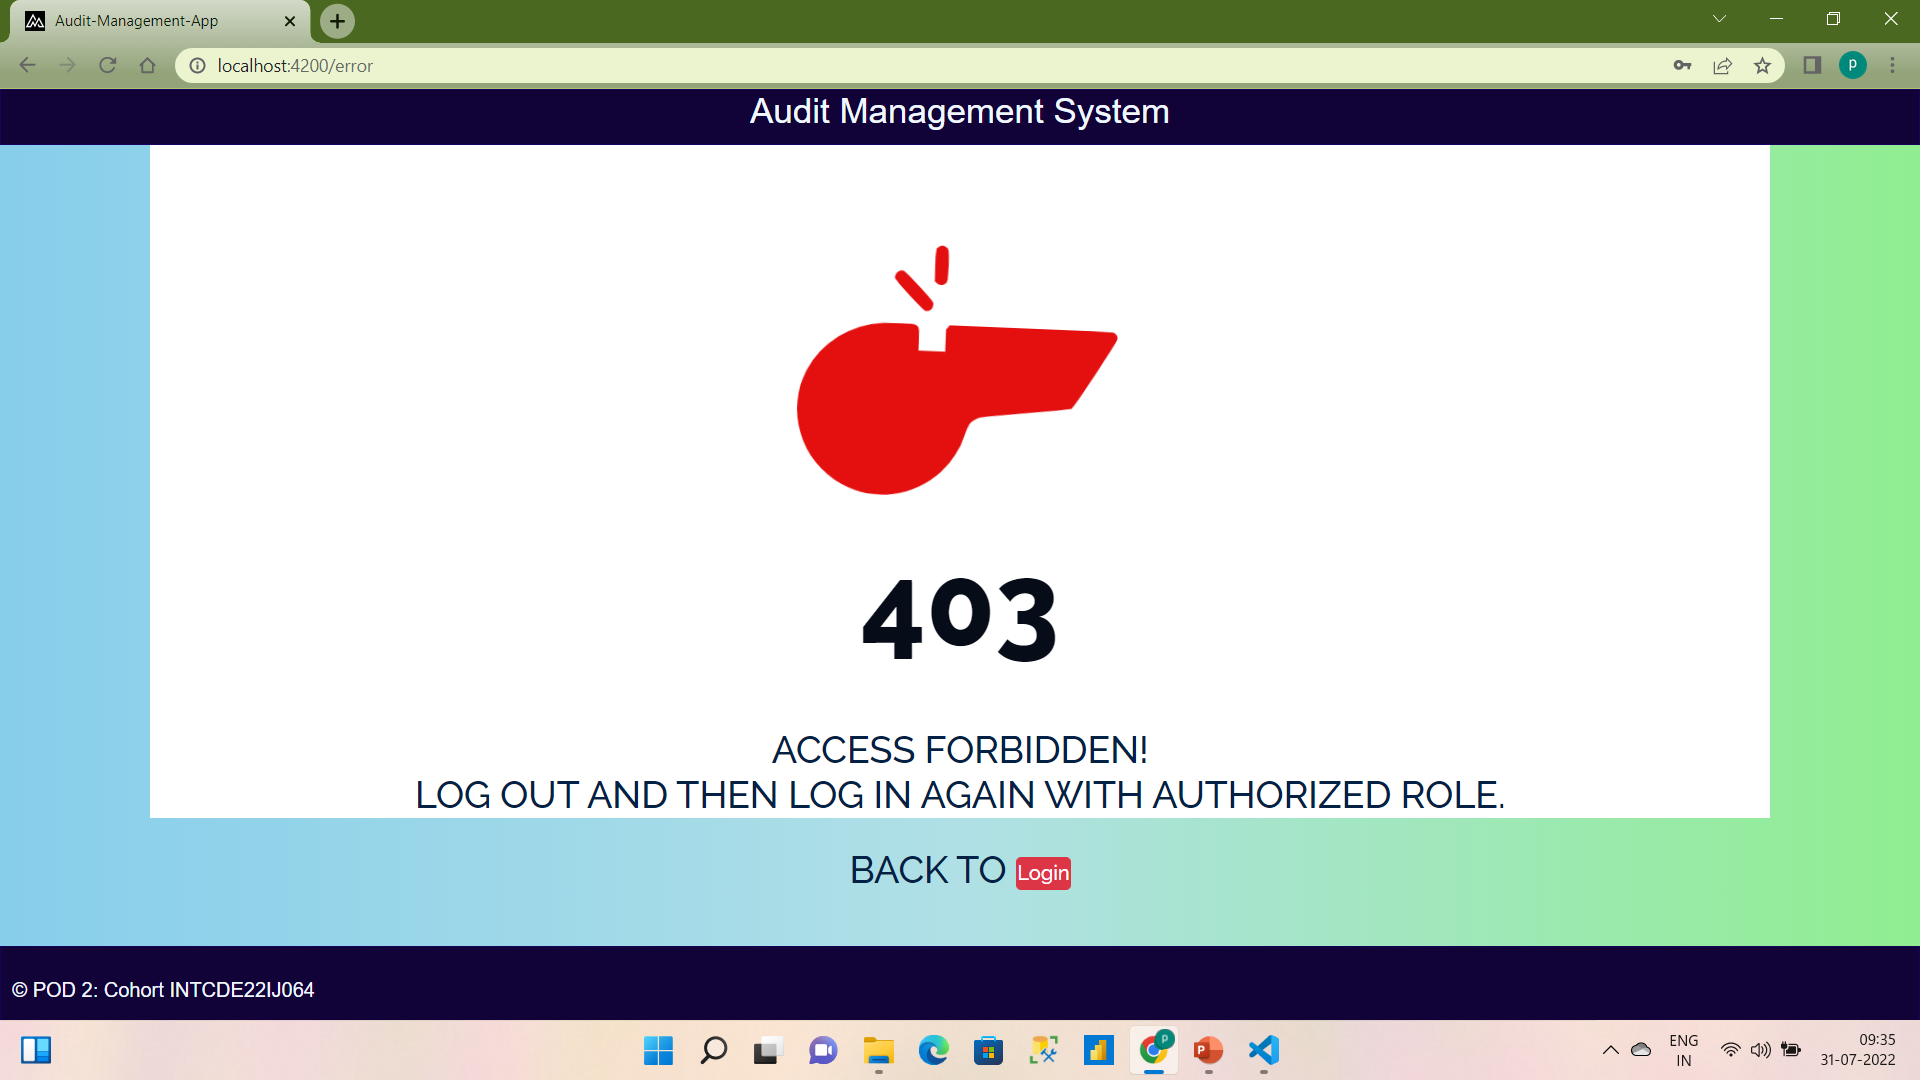 Audit-Management-App
localhost:4200/error
P
Audit Management System
403
ACCESS FORBIDDEN!
LOG OUT AND THEN LOG IN AGAIN WITH AUTHORIZED ROLE.
BACK TO Login
© POD 2: Cohort INTCDE22IJ064
P
P
ENG
IN
09:35
31-07-2022